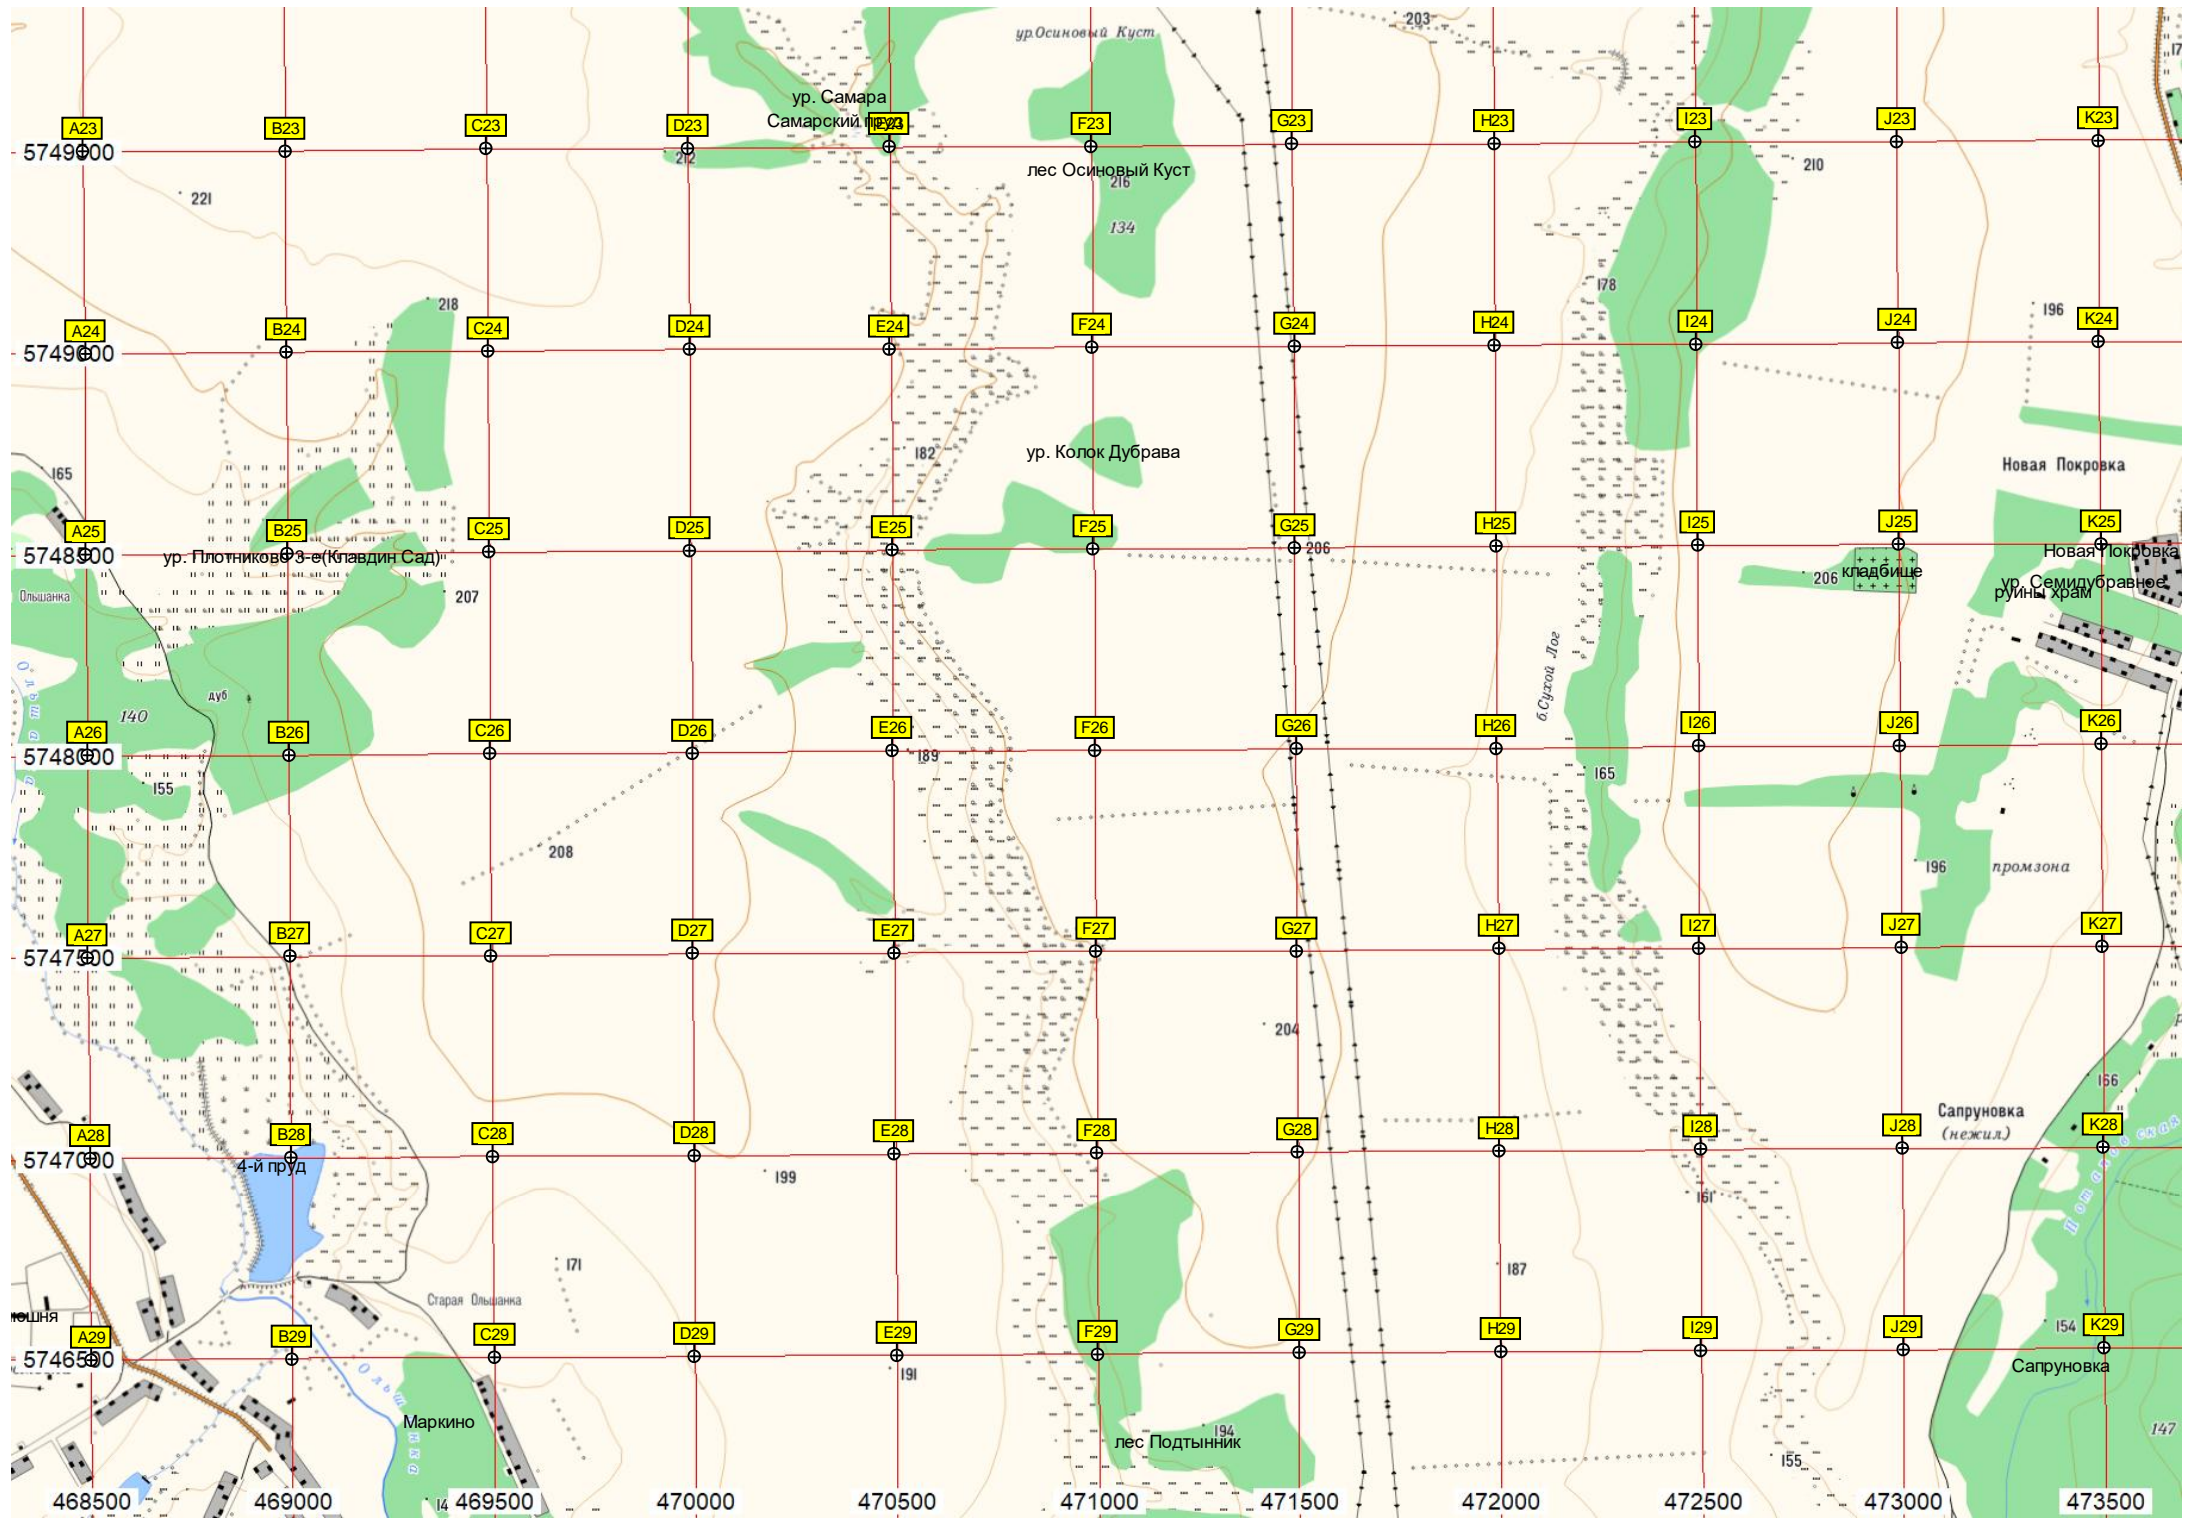 203
ур.Осиновый Куст
ур. Самара
Самарский пруд
A23 B23 C23 D23 E23 F23 G23 H23 I23 J23 K23
5749500
212
210
лес Осиновый Куст
216
221
134
178
196
218
A24 B24 C24 D24 E24 F24 G24 H24 I24 J24 K24
5749000
182
ур. Колок Дубрава
Новая Покровка
165
A25 B25 C25 D25 E25 F25 G25 H25 I25 J25 K25
5748500
ур. Плотниково 3-е(Клавдин Сад)
206
Новая Покровка
206
кладбище
ур. Семидубравное
руины храм
Ольшанка
207
б.Сухой Лог
дуб
140
A26 B26 C26 D26 E26 F26 G26 H26 I26 J26 K26
5748000
189
165
155
208
196
промзона
A27 B27 C27 D27 E27 F27 G27 H27 I27 J27 K27
5747500
204
166
Сапруновка
(нежил.)
A28 B28 C28 D28 E28 F28 G28 H28 I28 J28 K28
5747000
4-й пруд
199
161
171
187
Старая Ольшанка
A29 B29 C29 D29 E29 F29 G29 H29 I29 J29 K29
154
5746500
Сапруновка
191
Маркино
194
лес Подтынник
147
155
468500 469000 469500 470000 470500 471000 471500 472000 472500 473000 473500